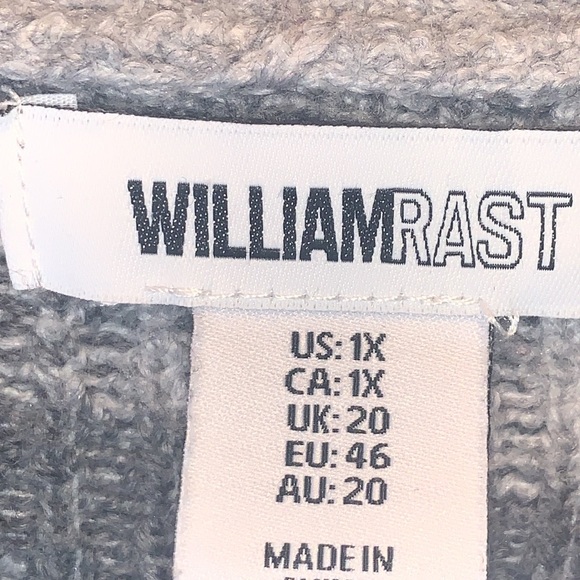 WILLIAMRAST
US: 1X
CA: 1X
UK: 20
EU: 46
AU: 20
MADE IN